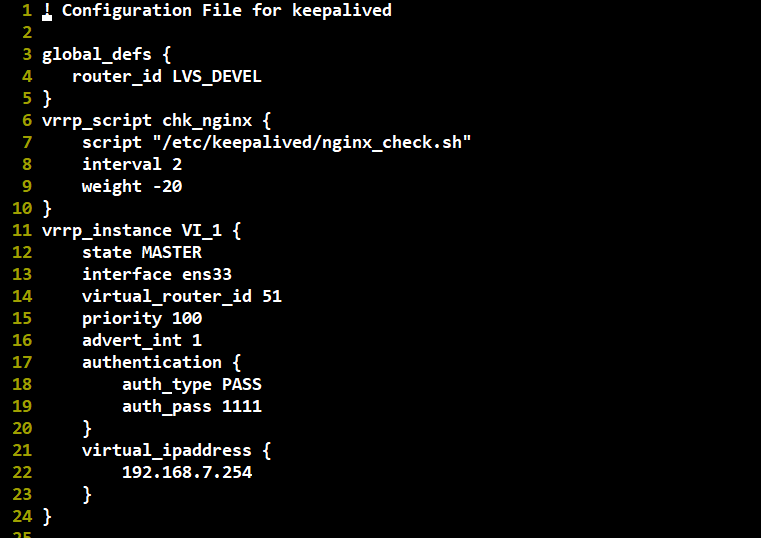 1 ! Configuration File for keepalived
2
3 global_defs {
4    router_id LVS_DEVEL
5 }
6 vrrp_script chk_nginx {
7     script "/etc/keepalived/nginx_check.sh"
8     interval 2
9     weight -20
10 }
11 vrrp_instance VI_1 {
12     state MASTER
13     interface ens33
14     virtual_router_id 51
15     priority 100
16     advert_int 1
17     authentication {
18         auth_type PASS
19         auth_pass 1111
20     }
21     virtual_ipaddress {
22         192.168.7.254
23     }
24 }
25